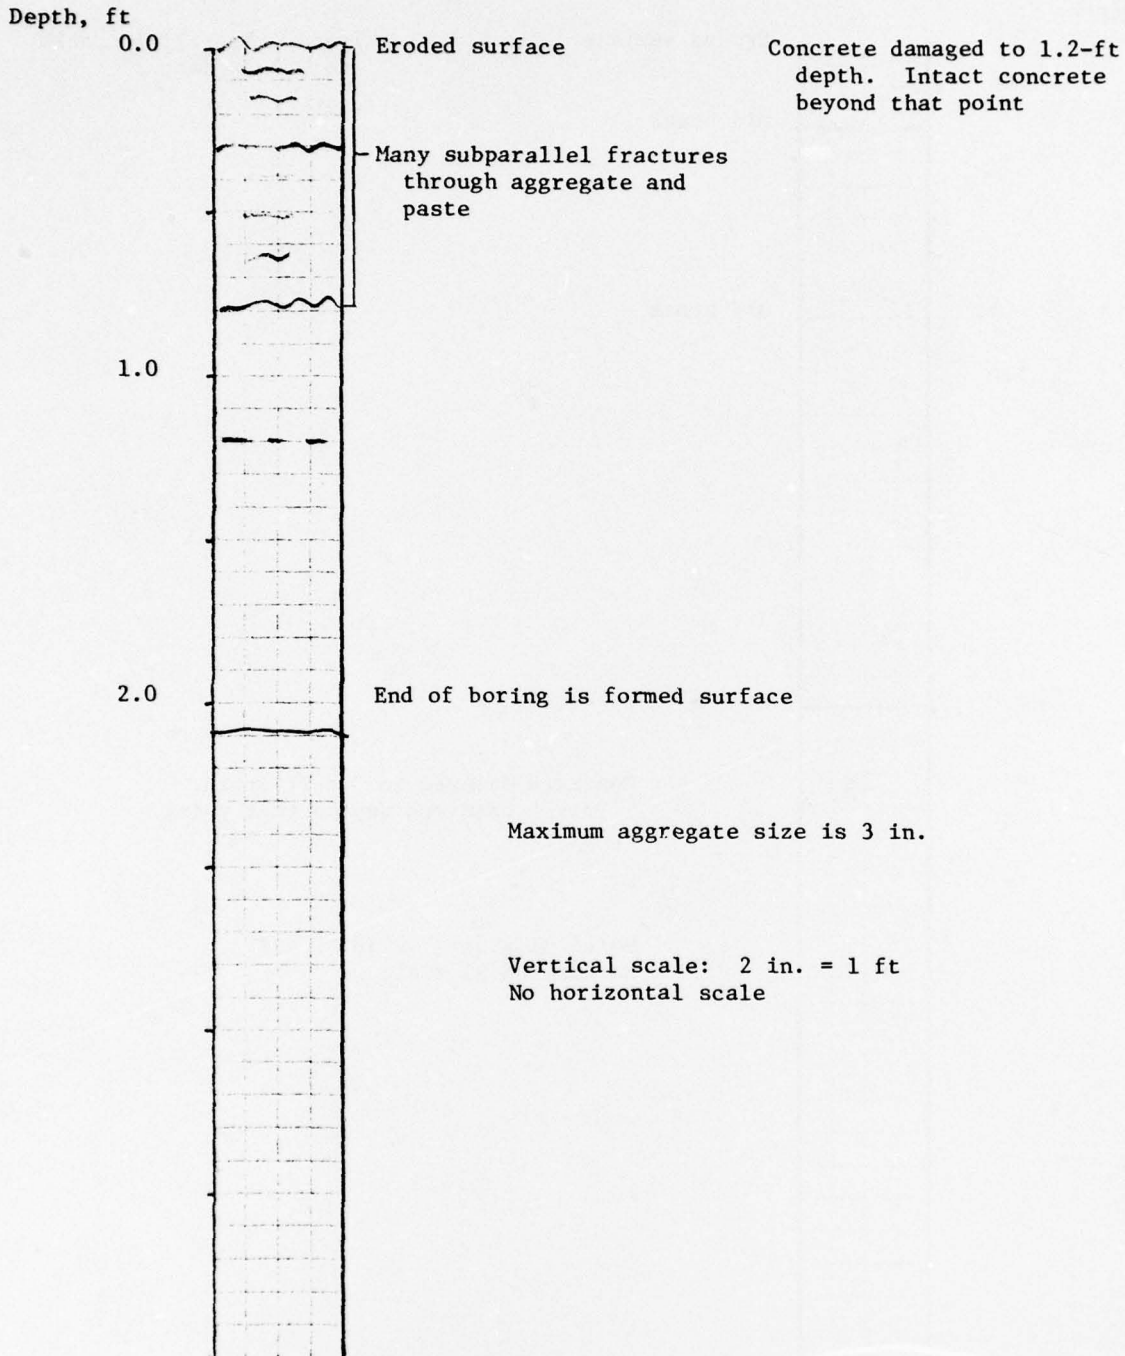 Depth, ft
0.0
Eroded surface
Concrete damaged to 1.2-ft
depth. Intact concrete
beyond that point
Many subparallel fractures
through aggregate and
paste
1.0
2.0
End of boring is formed surface
Maximum aggregate size is 3 in.
Vertical scale: 2 in. = 1 ft
No horizontal scale